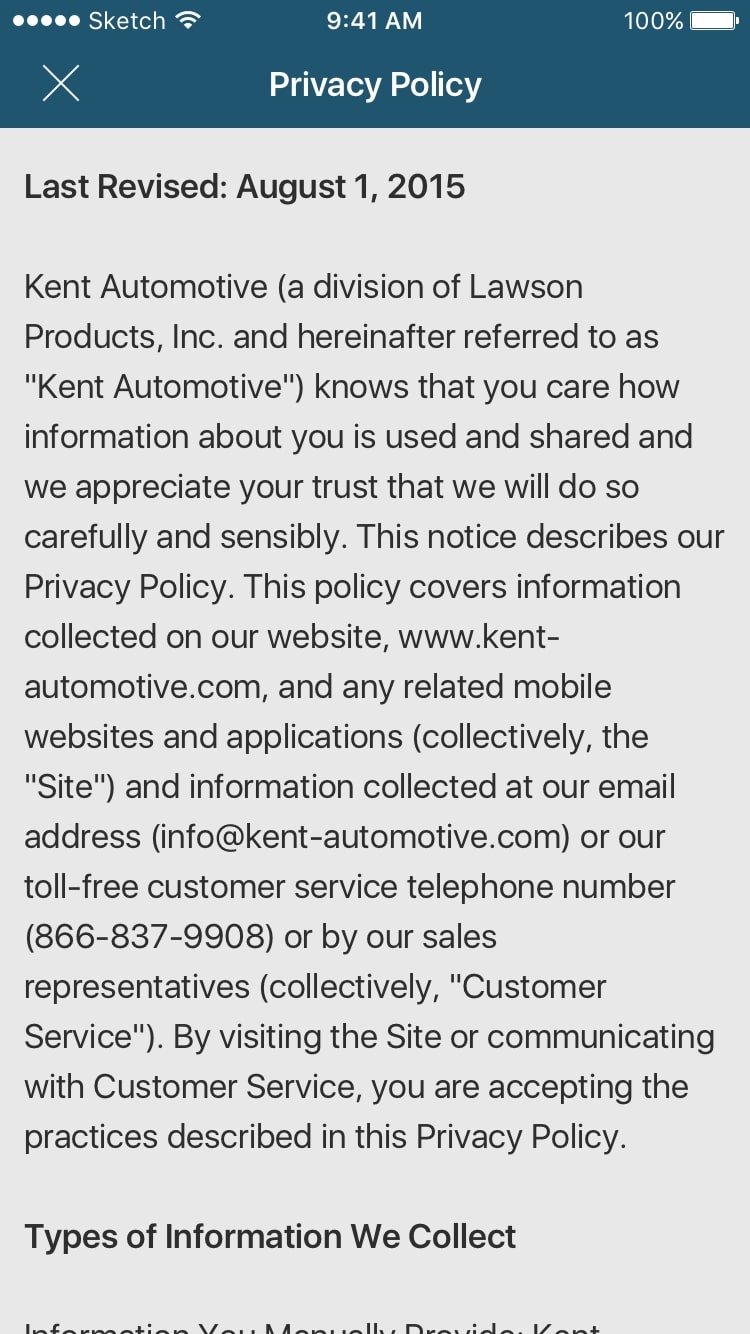 Sketch 9:41 AM 100%
Privacy Policy
Last Revised: August 1, 2015
Kent Automotive (a division of Lawson
Products, Inc. and hereinafter referred to as
"Kent Automotive") knows that you care how
information about you is used and shared and
we appreciate your trust that we will do so
carefully and sensibly. This notice describes our
Privacy Policy. This policy covers information
collected on our website, www.kent-
automotive.com, and any related mobile
websites and applications (collectively, the
"Site") and information collected at our email
address (info@kent-automotive.com) or our
toll-free customer service telephone number
(866-837-9908) or by our sales
representatives (collectively, "Customer
Service"). By visiting the Site or communicating
with Customer Service, you are accepting the
practices described in this Privacy Policy.
Types of Information We Collect
Information You Manually Provide: Kent